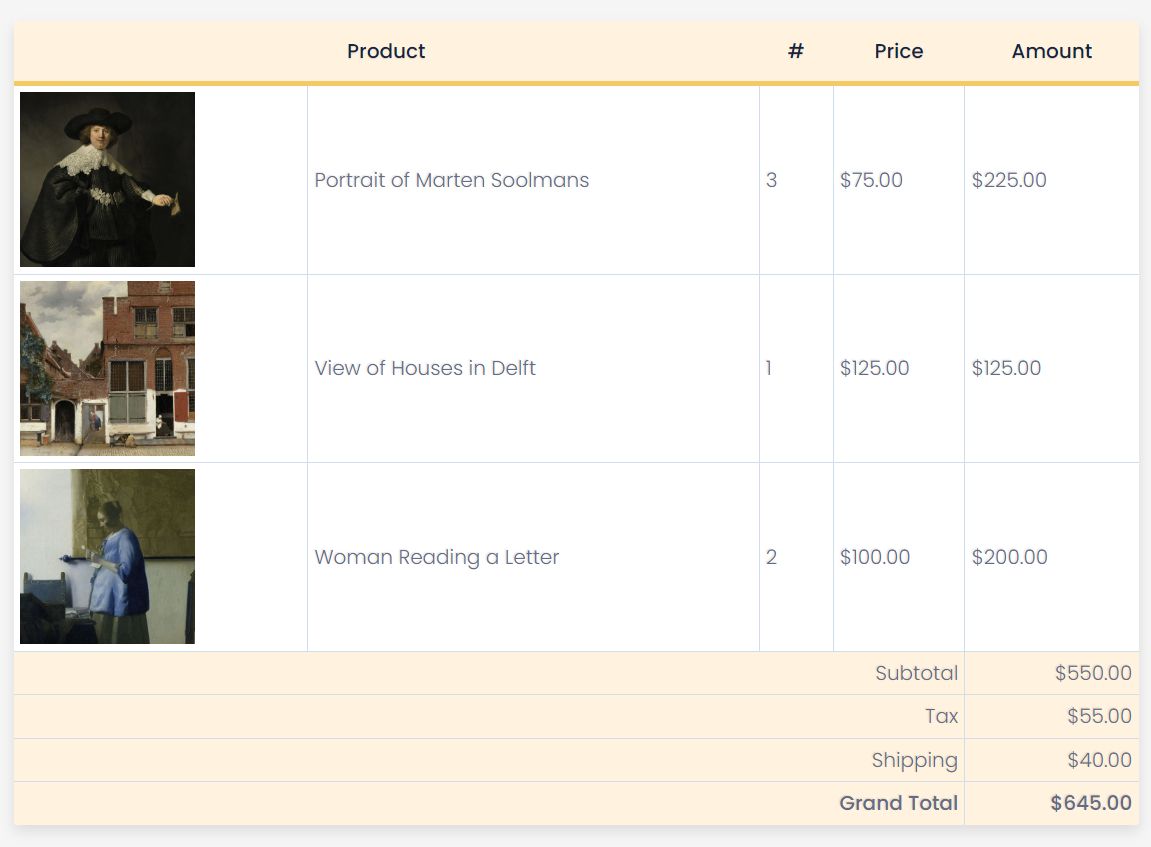 Product # Price Amount
Portrait of Marten Soolmans 3 $75.00 $225.00
View of Houses in Delft 1 $125.00 $125.00
Woman Reading a Letter 2 $100.00 $200.00
Subtotal $550.00
Tax $55.00
Shipping $40.00
Grand Total $645.00